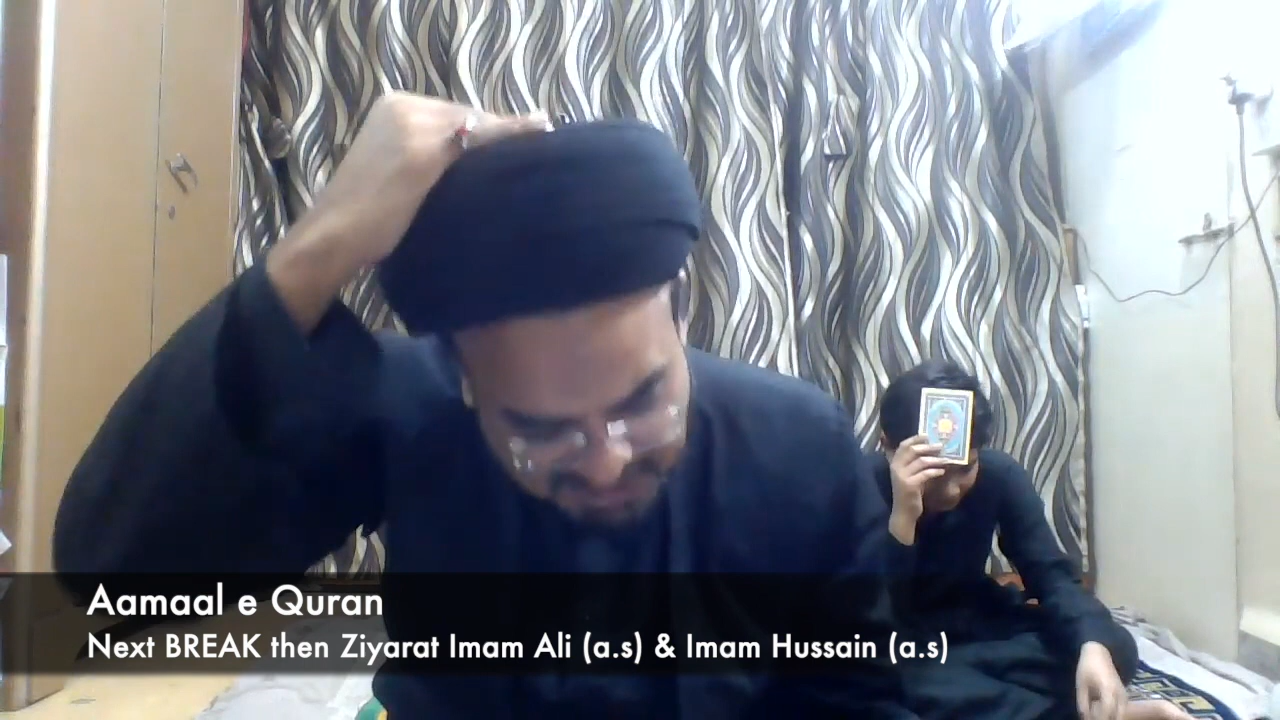 Aamaal e Quran
Next BREAK then Ziyarat Imam Ali (a.s) & Imam Hussain (a.s)